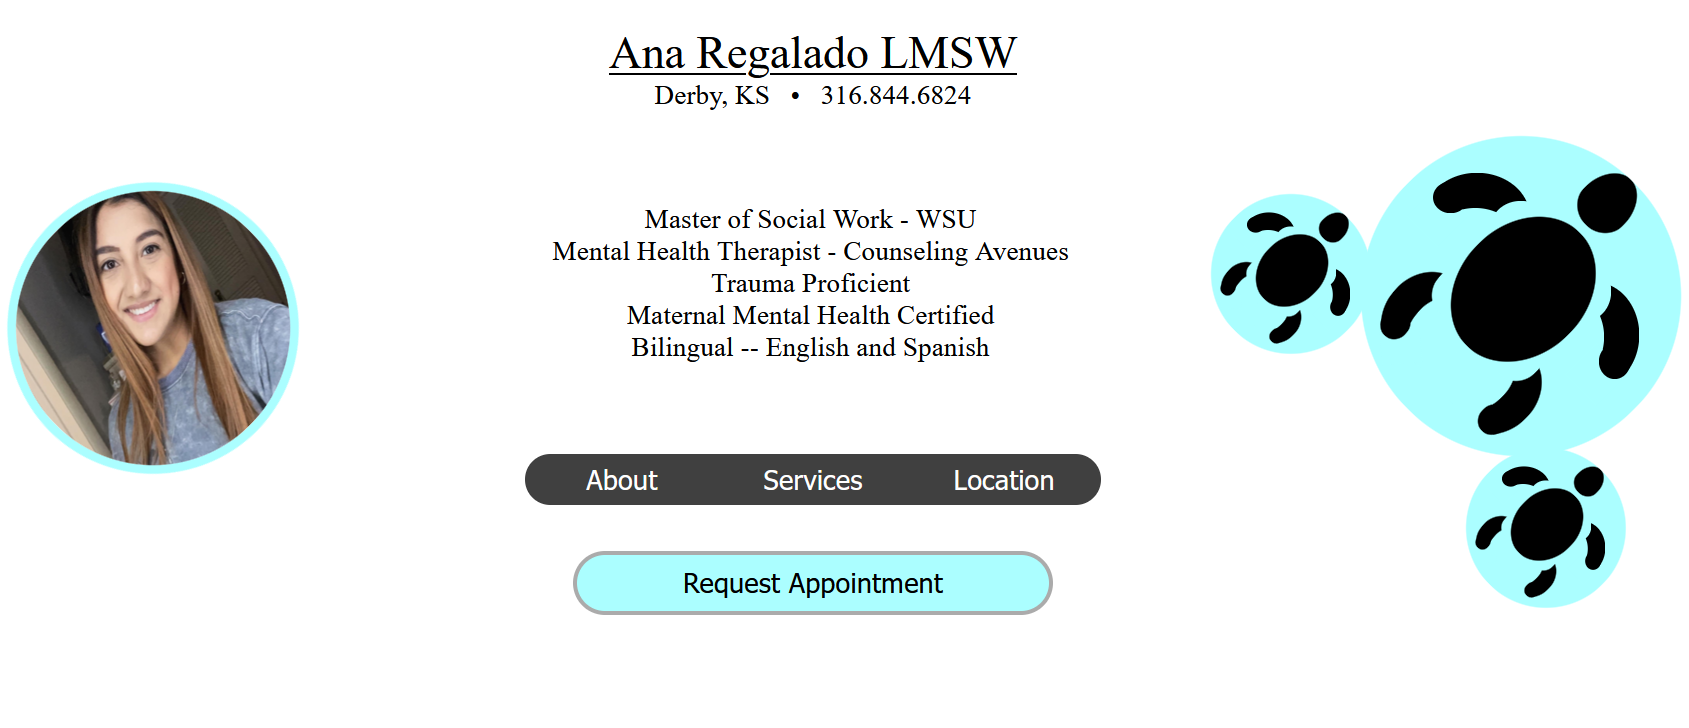 Ana Regalado LMSW
Derby, KS • 316.844.6824
Master of Social Work - WSU
Mental Health Therapist - Counseling Avenues
Trauma Proficient
Maternal Mental Health Certified
Bilingual -- English and Spanish
About Services Location
Request Appointment